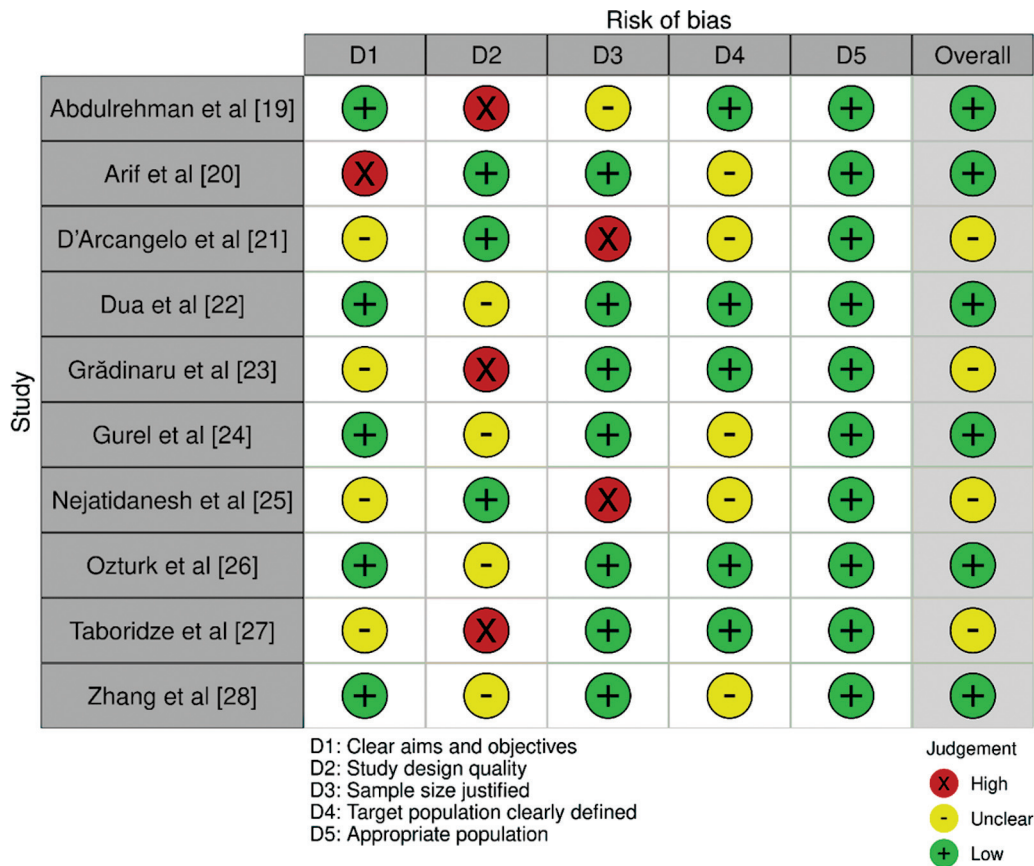 Risk of bias
D1 D2 D3 D4 D5 Overall
Abdulrehman et al [19] + X - + + +
Arif et al [20] X + + - + +
D'Arcangelo et al [21] - + X - + -
Dua et al [22] + - + + + +
Grădinaru et al [23] - X + + + -
Gurel et al [24] + - + - + +
Nejatidanesh et al [25] - + X - + -
Ozturk et al [26] + - + + + +
Taboridze et al [27] - X + + + -
Zhang et al [28] + - + - + +
Study
D1: Clear aims and objectives
D2: Study design quality
D3: Sample size justified
D4: Target population clearly defined
D5: Appropriate population
Judgement
X High
- Unclear
+ Low